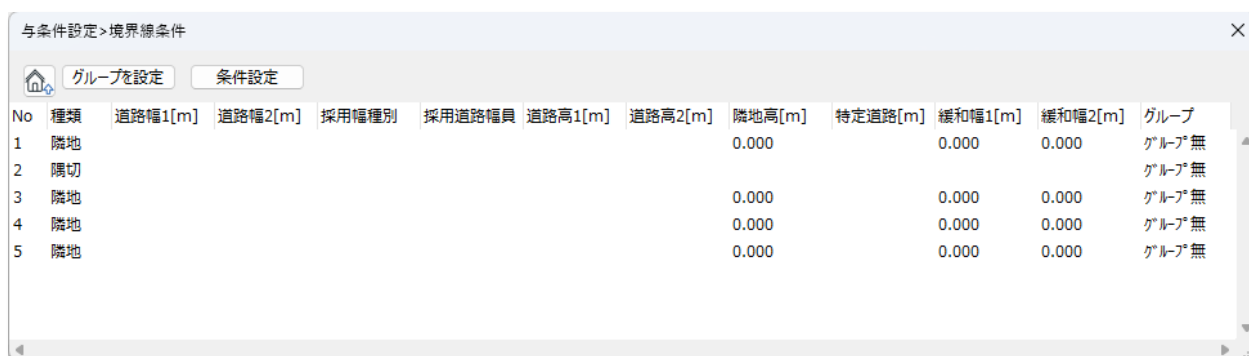 与条件設定>境界線条件
グループを設定 条件設定
No 種類 道路幅1[m] 道路幅2[m] 採用幅種別 採用道路幅員 道路高1[m] 道路高2[m] 隣地高[m] 特定道路[m] 緩和幅1[m] 緩和幅2[m] グループ
1 隣地 0.000 0.000 0.000 ｸﾞﾙｰﾌﾟ無
2 隅切 ｸﾞﾙｰﾌﾟ無
3 隣地 0.000 0.000 0.000 ｸﾞﾙｰﾌﾟ無
4 隣地 0.000 0.000 0.000 ｸﾞﾙｰﾌﾟ無
5 隣地 0.000 0.000 0.000 ｸﾞﾙｰﾌﾟ無